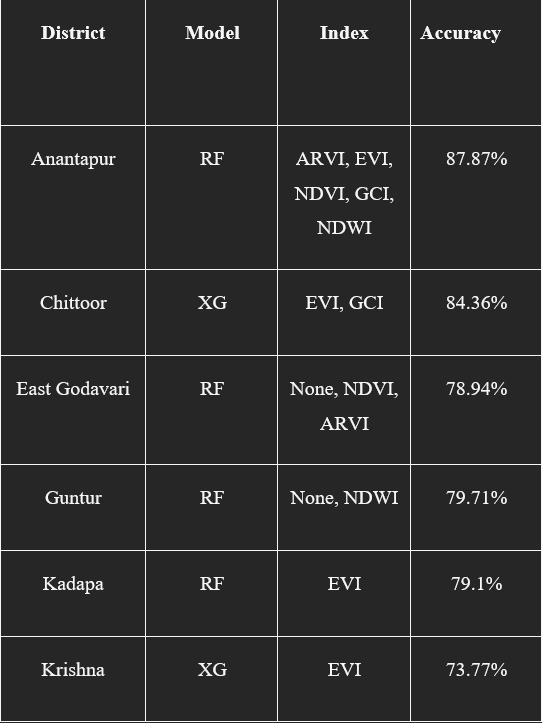 District Model Index Accuracy
Anantapur RF ARVI, EVI, 87.87%
NDVI, GCI,
NDWI
Chittoor XG EVI, GCI 84.36%
East Godavari RF None, NDVI, 78.94%
ARVI
Guntur RF None, NDWI 79.71%
Kadapa RF EVI 79.1%
Krishna XG EVI 73.77%